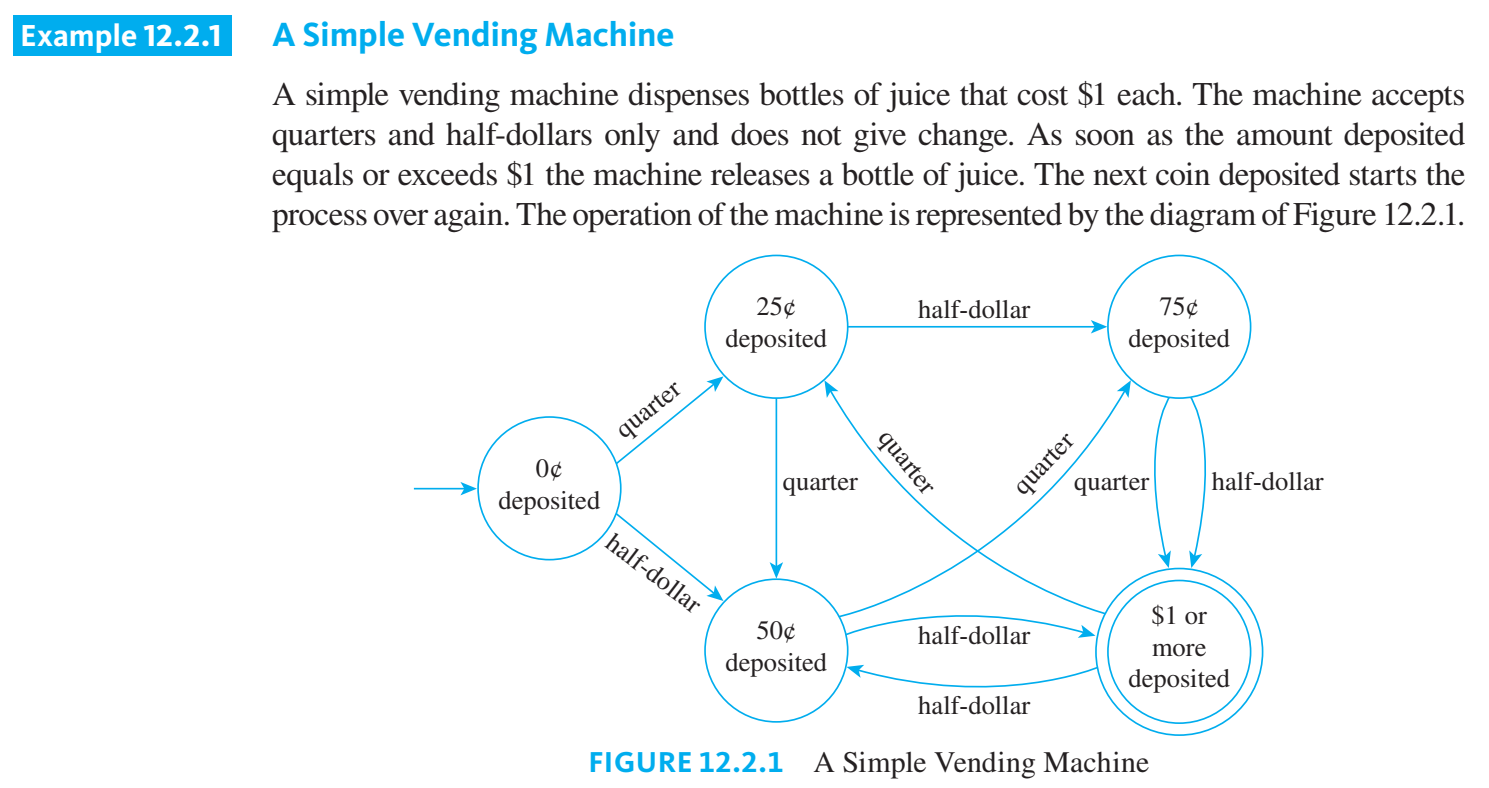 Example 12.2.1 A Simple Vending Machine
A simple vending machine dispenses bottles of juice that cost $1 each. The machine accepts
quarters and half-dollars only and does not give change. As soon as the amount deposited
equals or exceeds $1 the machine releases a bottle of juice. The next coin deposited starts the
process over again. The operation of the machine is represented by the diagram of Figure 12.2.1.
25¢
deposited
half-dollar
75¢
deposited
quarter
0¢
deposited
quarter
quarter
quarter
quarter
half-dollar
half-dollar
50¢
deposited
half-dollar
half-dollar
$1 or
more
deposited
FIGURE 12.2.1 A Simple Vending Machine